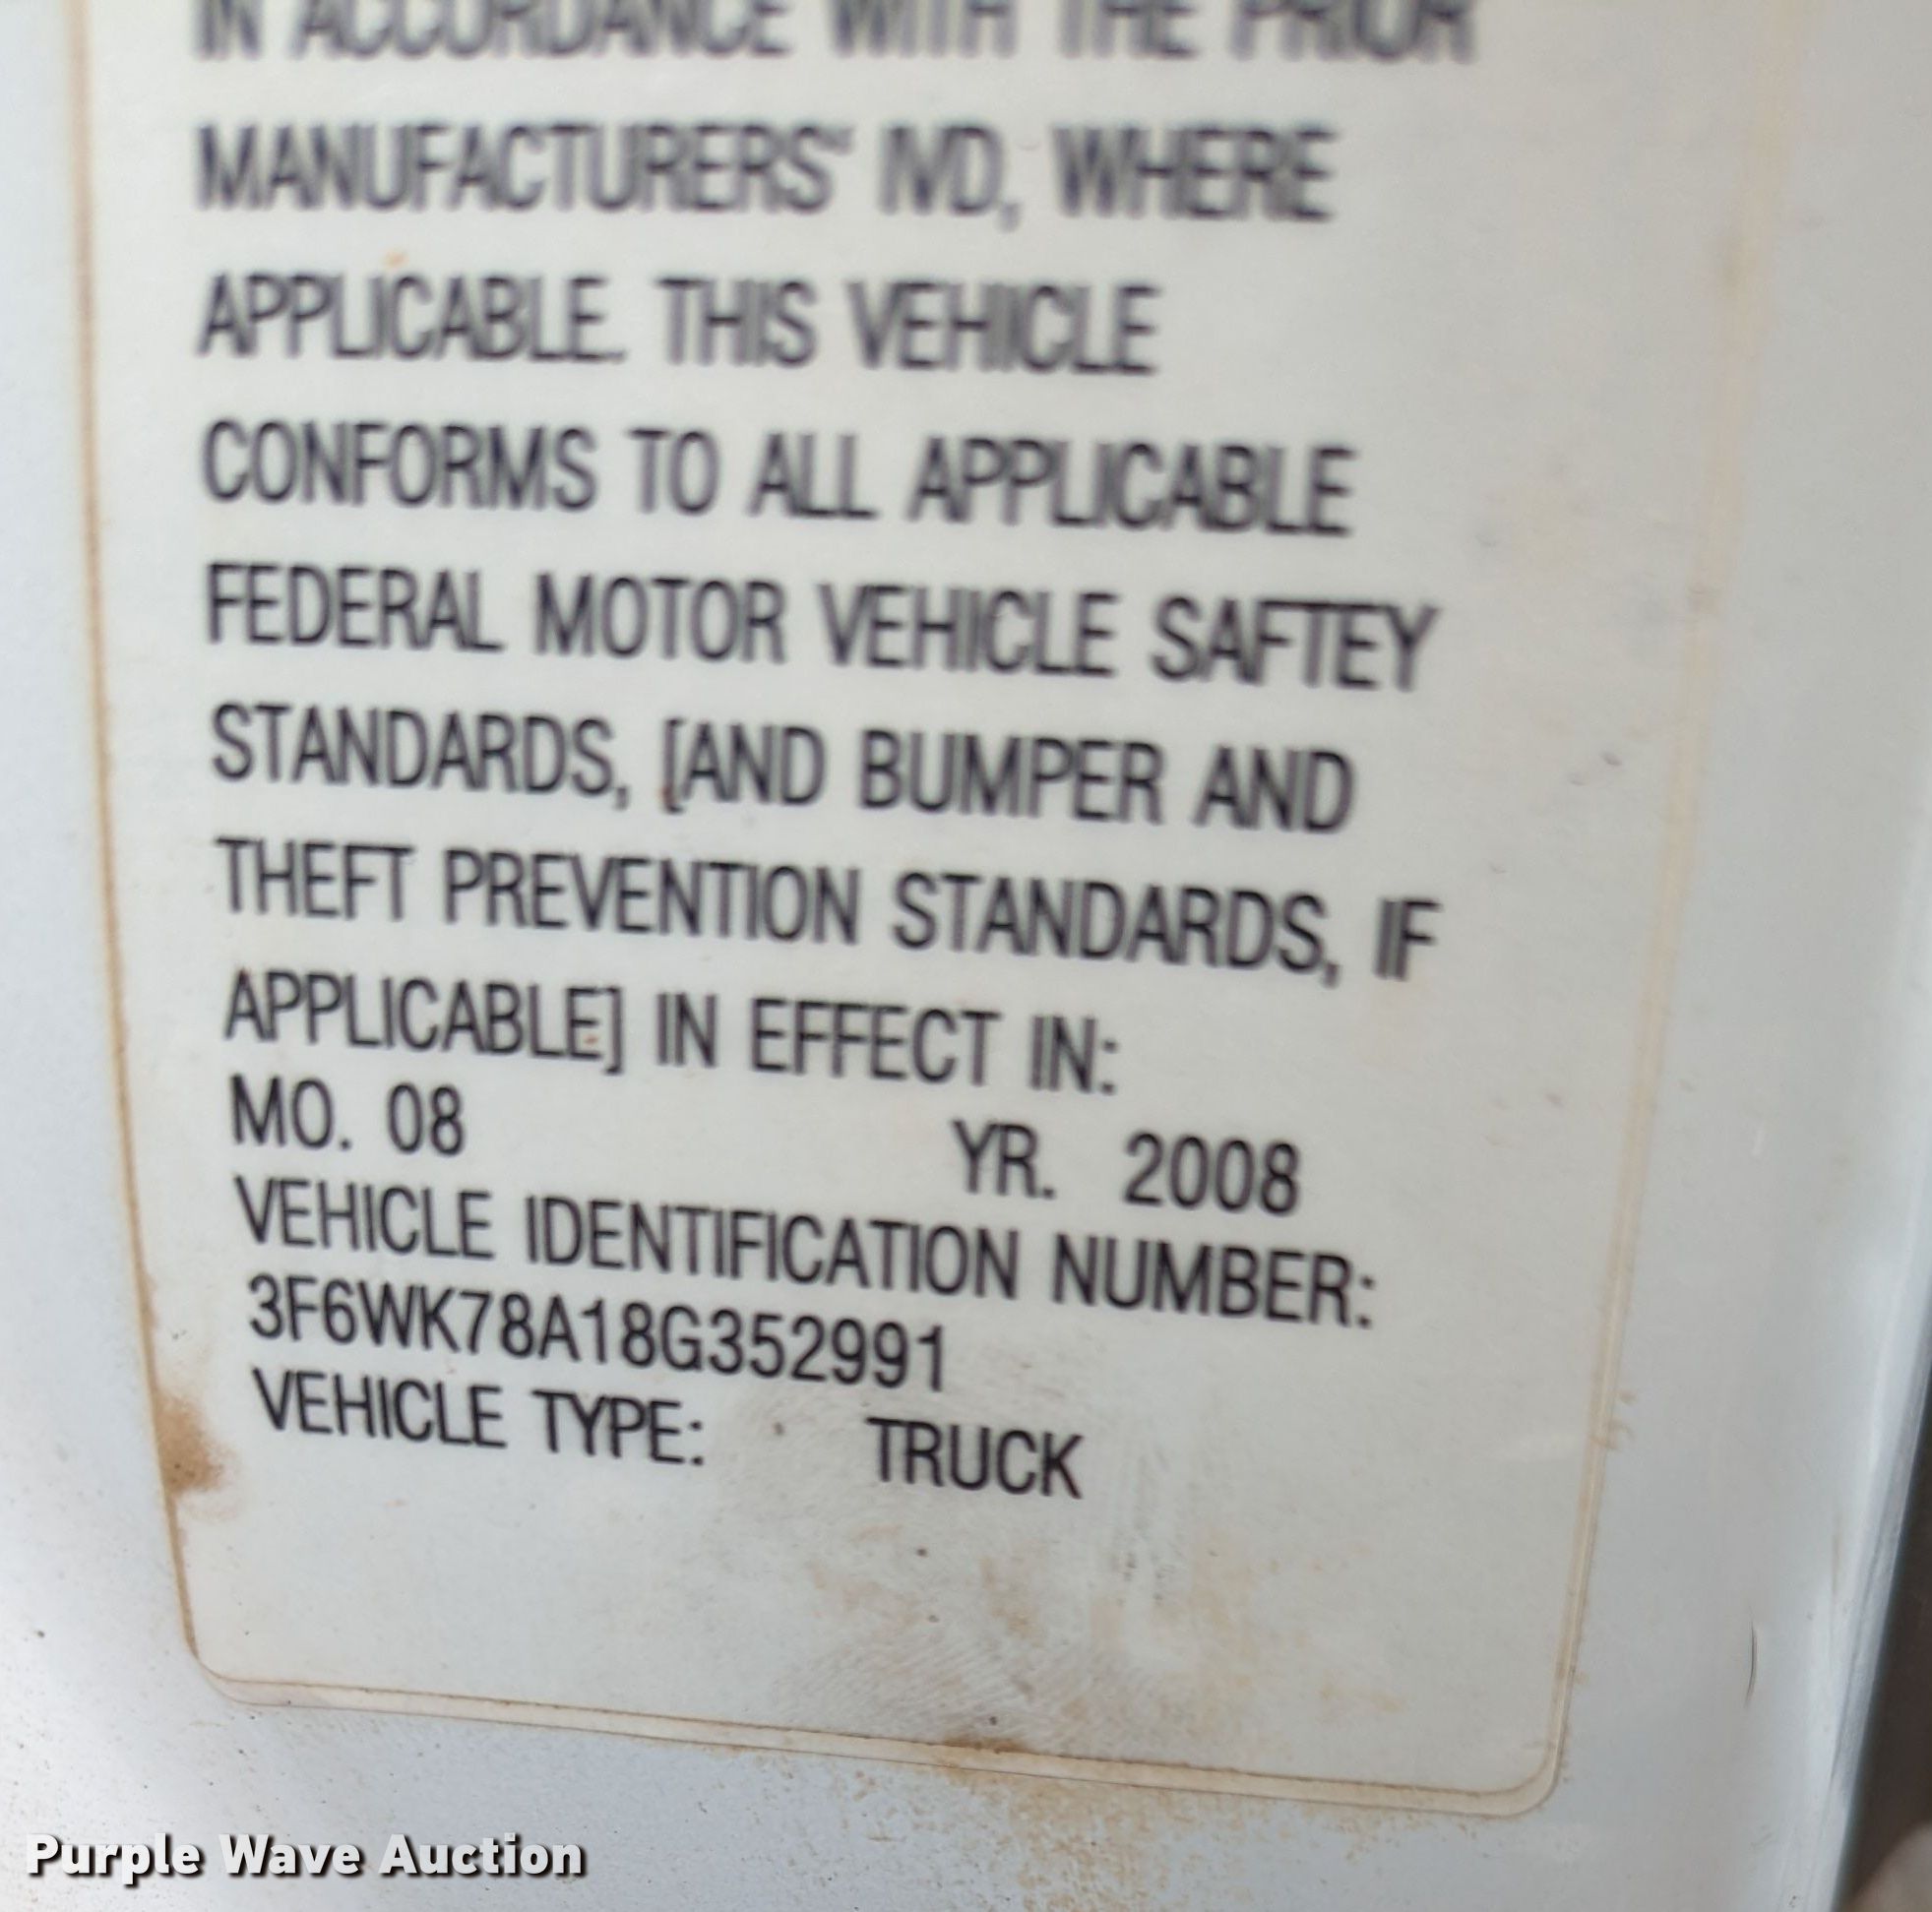 IN ACCORDANCE WITH THE PRIOR
MANUFACTURERS' IVD, WHERE
APPLICABLE. THIS VEHICLE
CONFORMS TO ALL APPLICABLE
FEDERAL MOTOR VEHICLE SAFTEY
STANDARDS, [AND BUMPER AND
THEFT PREVENTION STANDARDS, IF
APPLICABLE] IN EFFECT IN:
MO. 08 YR. 2008
VEHICLE IDENTIFICATION NUMBER:
3F6WK78A18G352991
VEHICLE TYPE: TRUCK
Purple Wave Auction